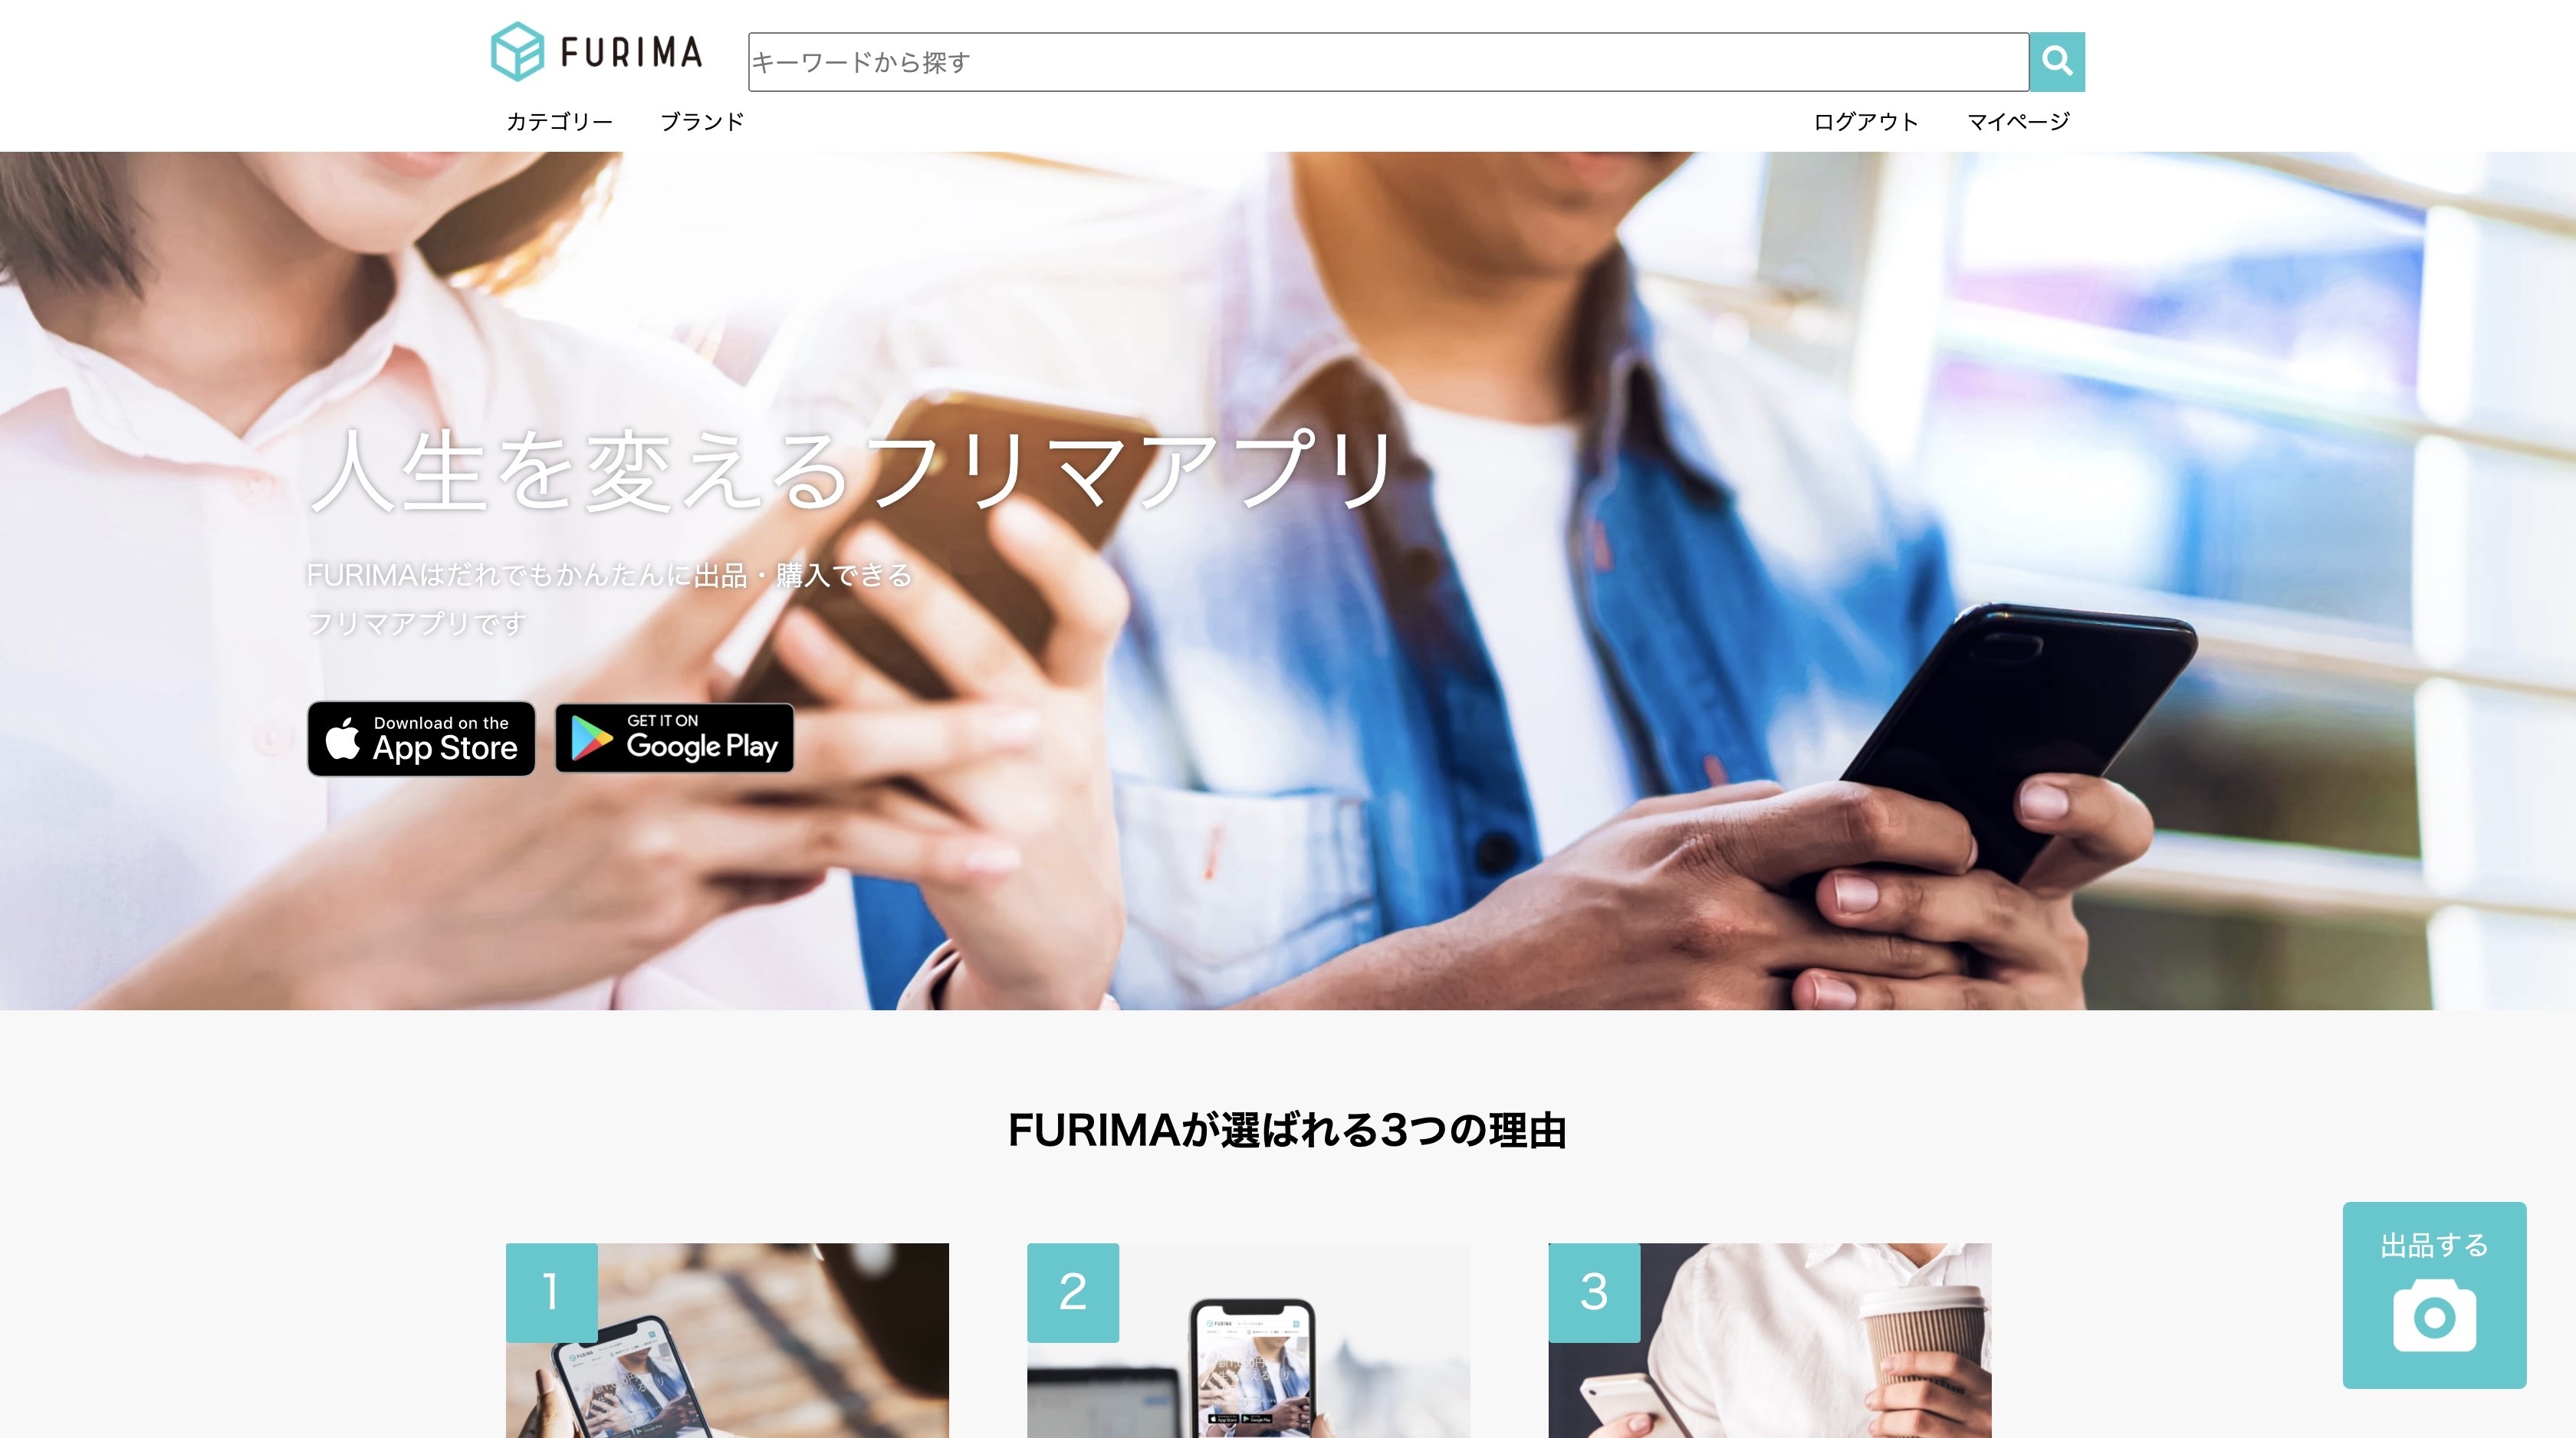 FURIMA
キーワードから探す
カテゴリー ブランド ログアウト マイページ
人生を変えるフリマアプリ
FURIMAはだれでもかんたんに出品・購入できる
フリマアプリです
Download on the
App Store
GET IT ON
Google Play
FURIMAが選ばれる3つの理由
出品する
1
2
3